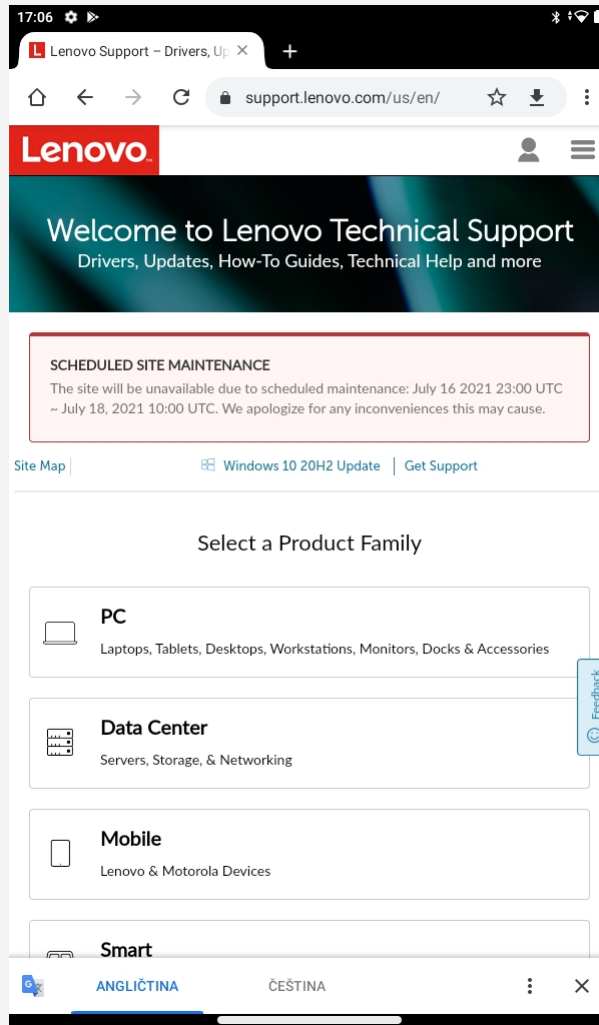 17:06
Lenovo Support – Drivers, Up
support.lenovo.com/us/en/
Lenovo.
Welcome to Lenovo Technical Support
Drivers, Updates, How-To Guides, Technical Help and more
SCHEDULED SITE MAINTENANCE
The site will be unavailable due to scheduled maintenance: July 16 2021 23:00 UTC
~ July 18, 2021 10:00 UTC. We apologize for any inconveniences this may cause.
Site Map
Windows 10 20H2 Update
Get Support
Select a Product Family
PC
Laptops, Tablets, Desktops, Workstations, Monitors, Docks & Accessories
Feedback
Data Center
Servers, Storage, & Networking
Mobile
Lenovo & Motorola Devices
Smart
ANGLIČTINA
ČEŠTINA